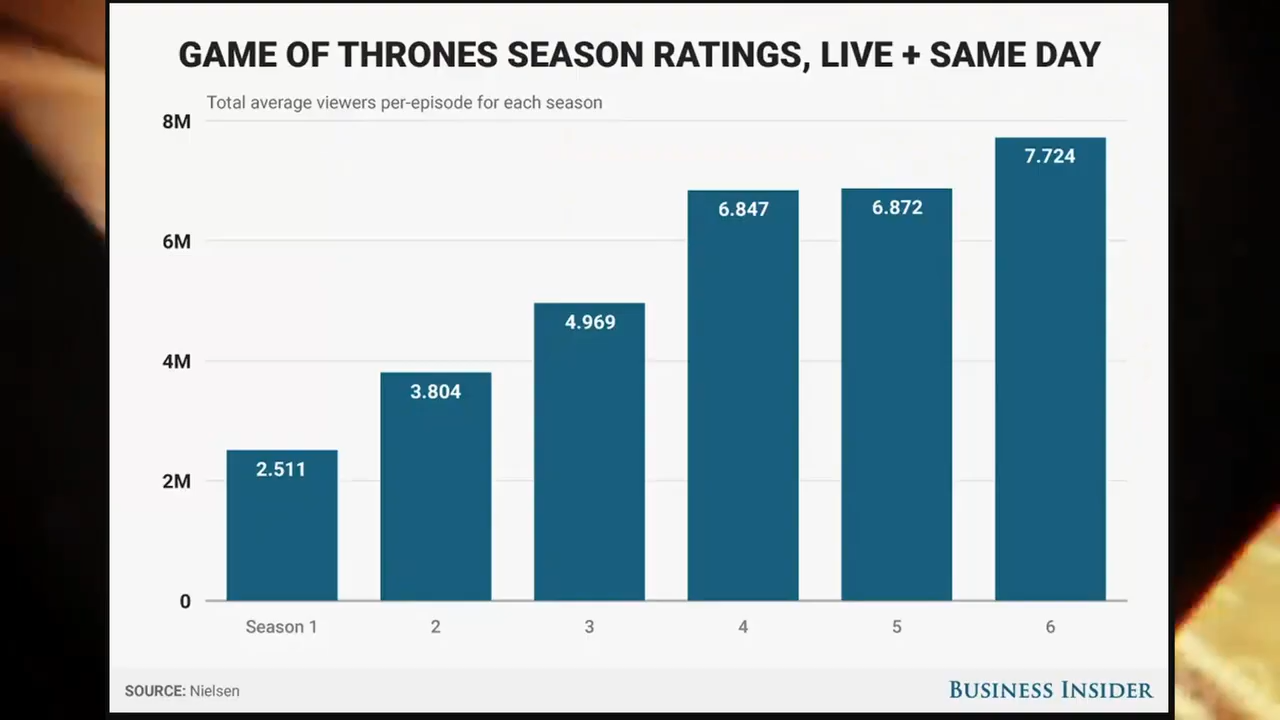 GAME OF THRONES SEASON RATINGS, LIVE + SAME DAY
Total average viewers per-episode for each season
8M
7.724
6.847
6.872
6M
4.969
4M
3.804
2.511
2M
0
Season 1 2 3 4 5 6
SOURCE: Nielsen
BUSINESS INSIDER